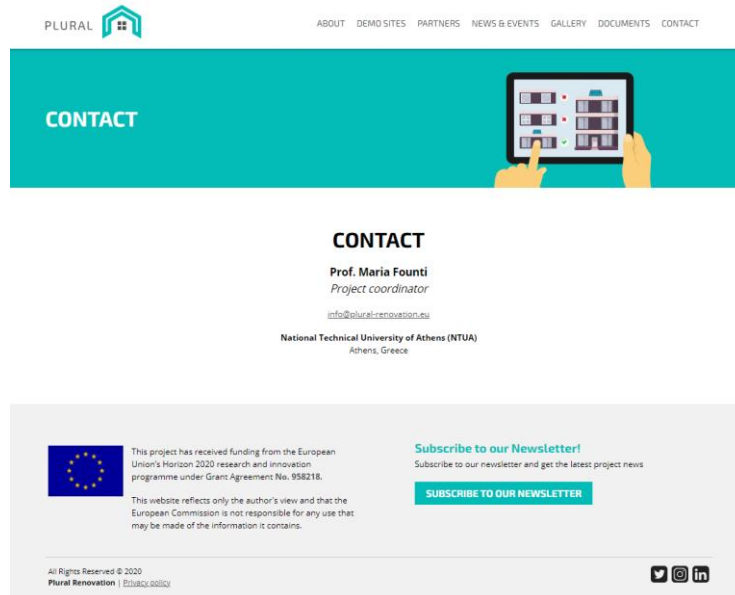 PLURAL
ABOUT DEMO SITES PARTNERS NEWS & EVENTS GALLERY DOCUMENTS CONTACT
CONTACT
CONTACT
Prof. Maria Founti
Project coordinator
info@plural-renovation.eu
National Technical University of Athens (NTUA)
Athens, Greece
This project has received funding from the European
Union's Horizon 2020 research and innovation
programme under Grant Agreement No. 958218.
This website reflects only the author's view and that the
European Commission is not responsible for any use that
may be made of the information it contains.
Subscribe to our Newsletter!
Subscribe to our newsletter and get the latest project news
SUBSCRIBE TO OUR NEWSLETTER
All Rights Reserved © 2020
Plural Renovation | Privacy policy
in